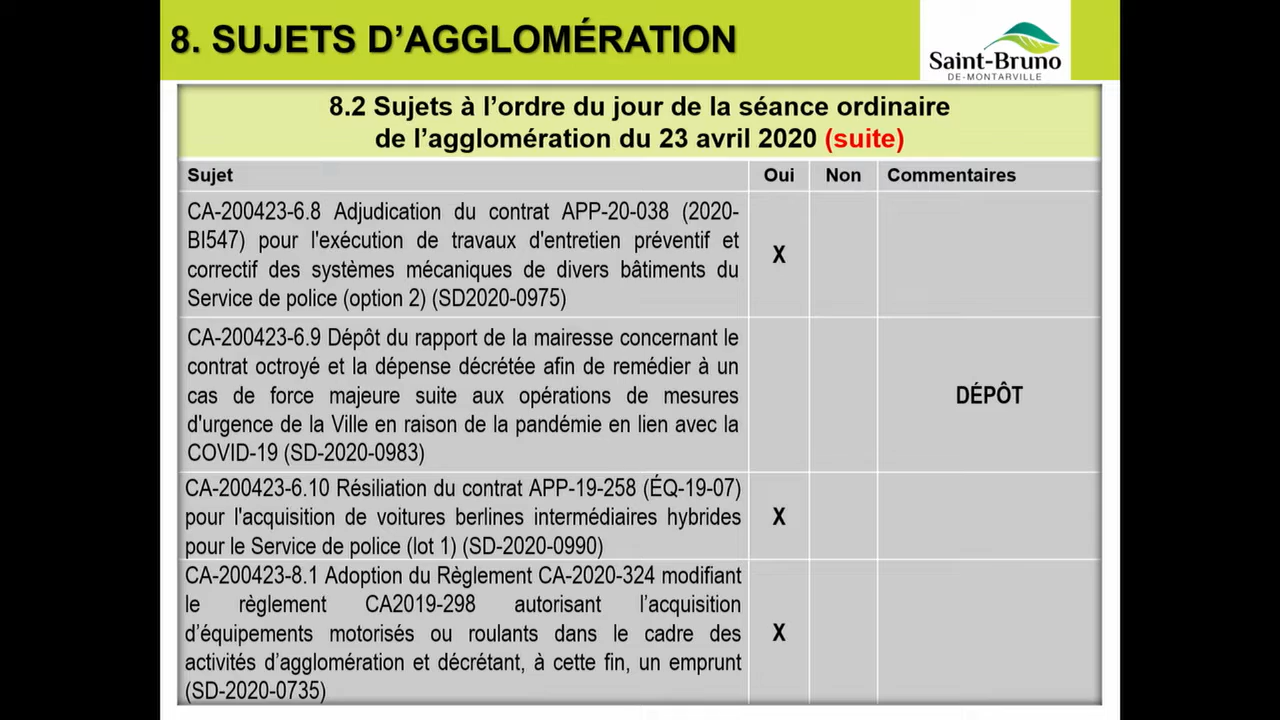 8. SUJETS D’AGGLOMÉRATION
Saint-Bruno
DE-MONTARVILLE
8.2 Sujets à l’ordre du jour de la séance ordinaire
de l’agglomération du 23 avril 2020 (suite)
Sujet Oui Non Commentaires
CA-200423-6.8 Adjudication du contrat APP-20-038 (2020-
BI547) pour l'exécution de travaux d'entretien préventif et
correctif des systèmes mécaniques de divers bâtiments du
Service de police (option 2) (SD2020-0975)
X
CA-200423-6.9 Dépôt du rapport de la mairesse concernant le
contrat octroyé et la dépense décrétée afin de remédier à un
cas de force majeure suite aux opérations de mesures
d'urgence de la Ville en raison de la pandémie en lien avec la
COVID-19 (SD-2020-0983)
DÉPÔT
CA-200423-6.10 Résiliation du contrat APP-19-258 (ÉQ-19-07)
pour l'acquisition de voitures berlines intermédiaires hybrides
pour le Service de police (lot 1) (SD-2020-0990)
X
CA-200423-8.1 Adoption du Règlement CA-2020-324 modifiant
le règlement CA2019-298 autorisant l’acquisition
d’équipements motorisés ou roulants dans le cadre des
activités d’agglomération et décrétant, à cette fin, un emprunt
(SD-2020-0735)
X